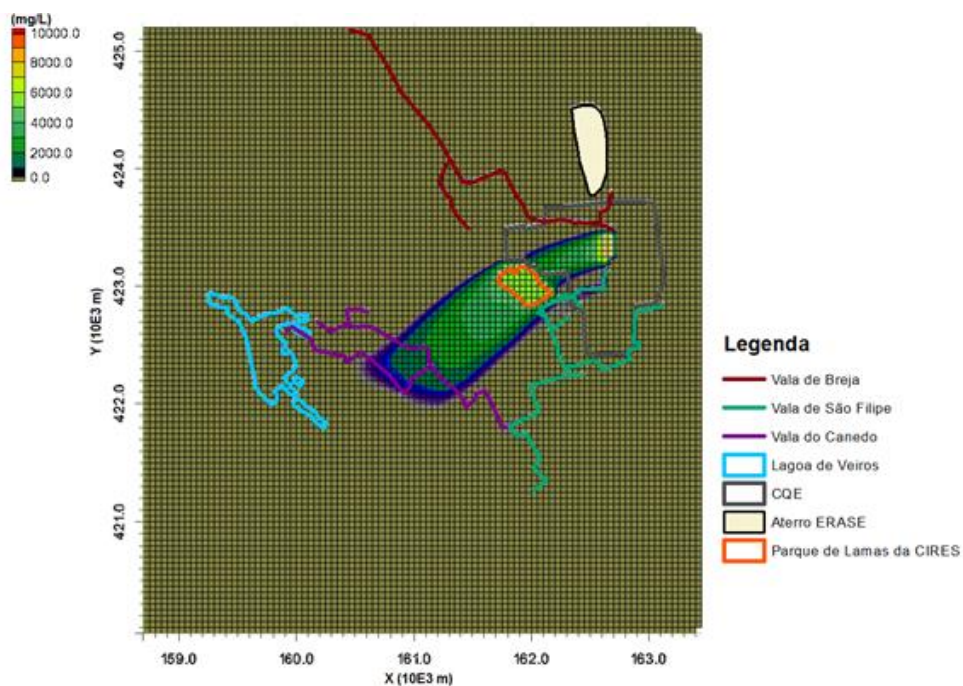 (mg/L)
10000.0
8000.0
6000.0
4000.0
2000.0
0.0
425.0
424.0
423.0
422.0
421.0
Y (10E3 m)
159.0 160.0 161.0 162.0 163.0
X (10E3 m)
Legenda
Vala de Breja
Vala de São Filipe
Vala do Canedo
Lagoa de Veiros
CQE
Aterro ERASE
Parque de Lamas da CIRES